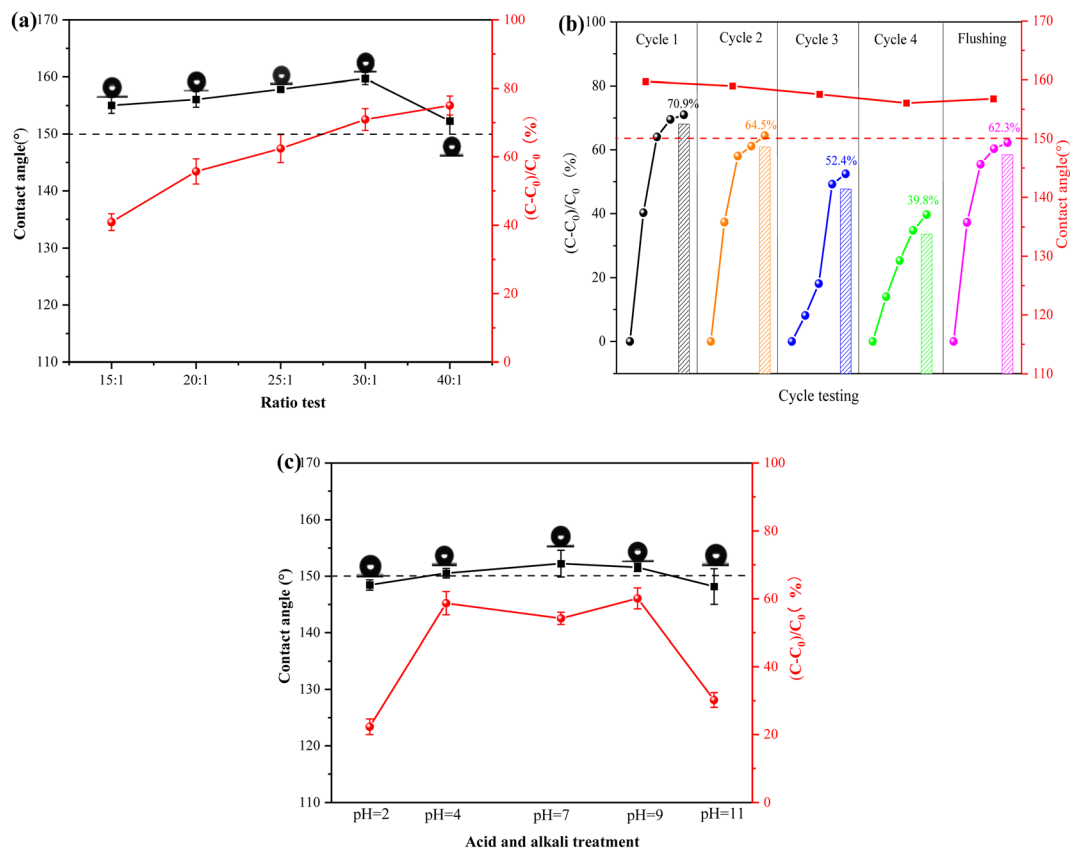 (a)
170
160
150
140
130
120
110
Contact angle(°)
100
80
60
40
20
0
(C-C0)/C0 (%)
15:1 20:1 25:1 30:1 40:1
Ratio test
(b)
100
80
60
40
20
0
(C-C0)/C0 (%)
Cycle 1 Cycle 2 Cycle 3 Cycle 4 Flushing
70.9%
64.5%
52.4%
39.8%
62.3%
170
160
150
140
130
120
110
Contact angle(°)
Cycle testing
(c)
170
160
150
140
130
120
110
Contact angle (°)
100
80
60
40
20
0
(C-C0)/C0 ( %)
pH=2 pH=4 pH=7 pH=9 pH=11
Acid and alkali treatment